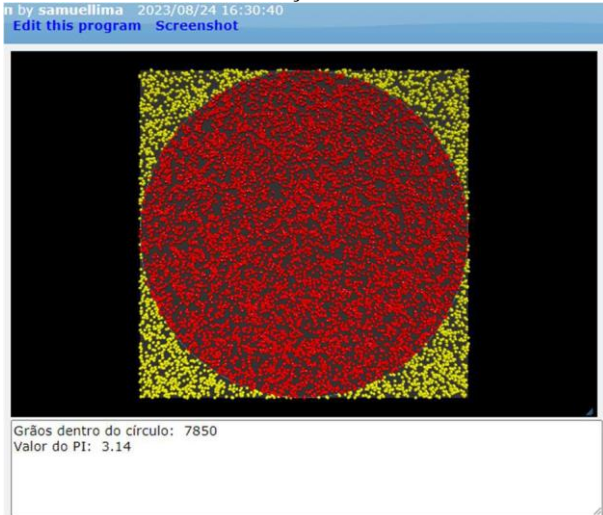 n by samuellima 2023/08/24 16:30:40
Edit this program Screenshot
Grãos dentro do círculo: 7850
Valor do PI: 3.14